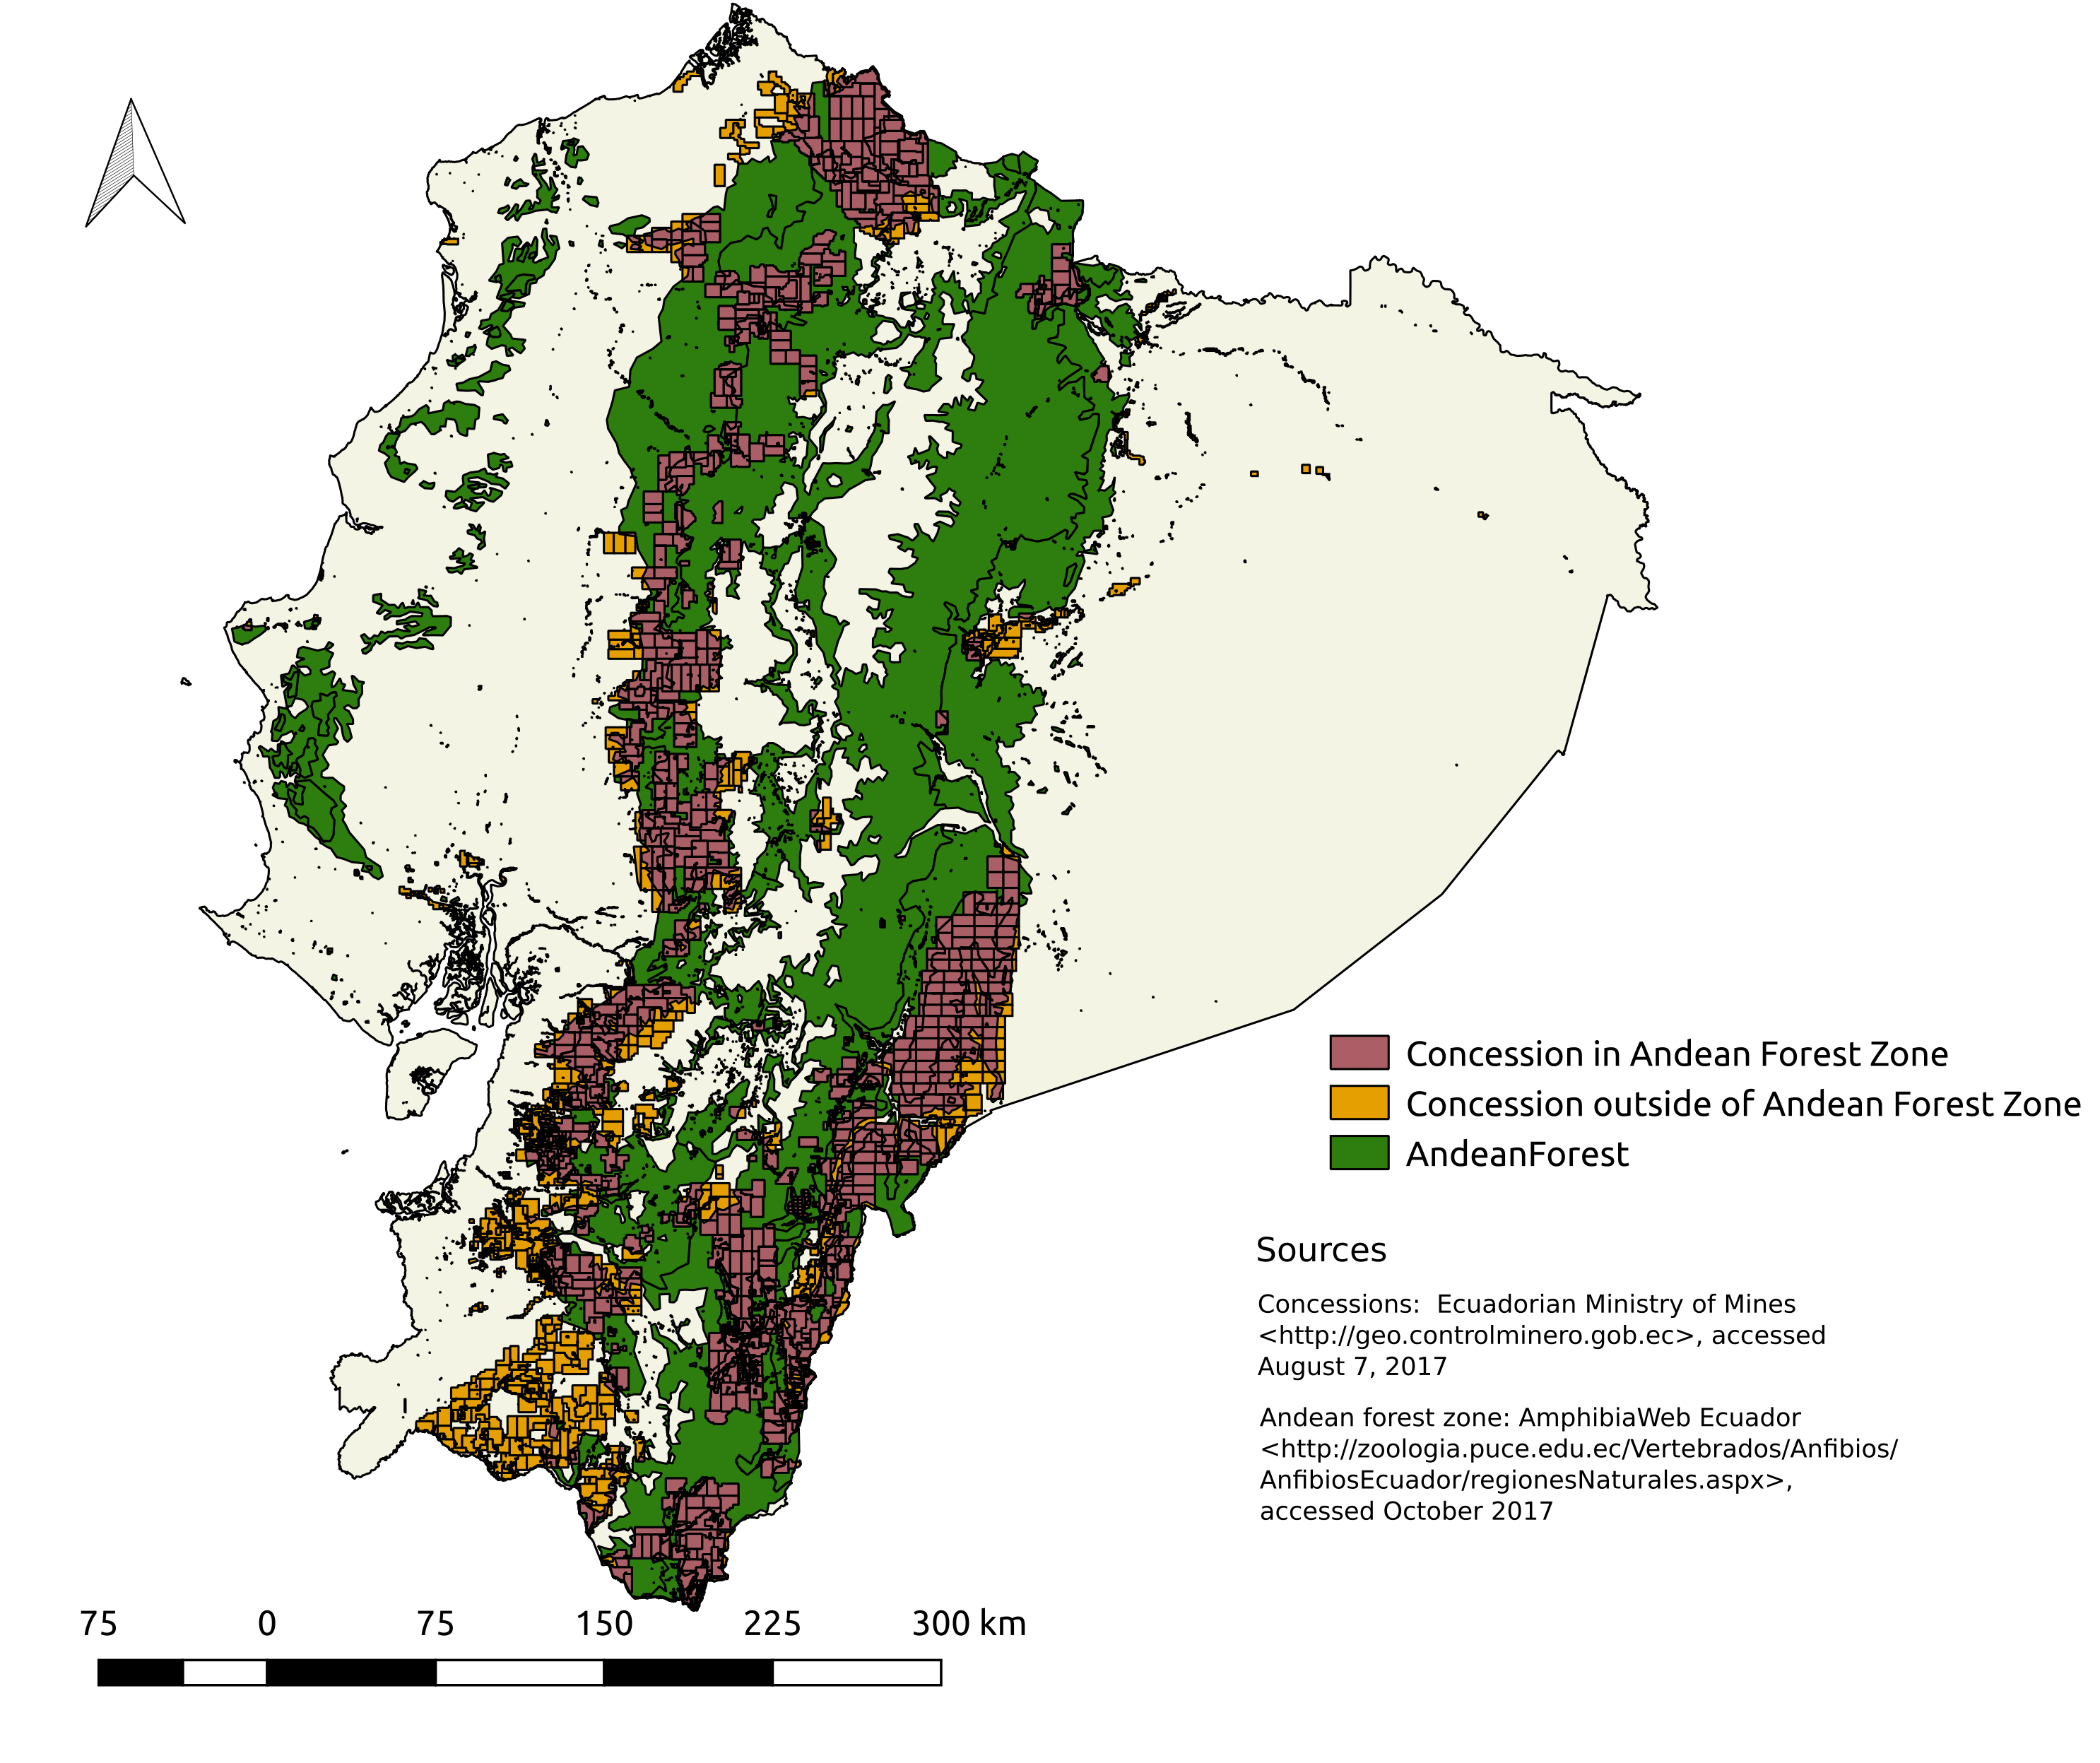 Concession in Andean Forest Zone
Concession outside of Andean Forest Zone
AndeanForest
Sources
Concessions:  Ecuadorian Ministry of Mines
<http://geo.controlminero.gob.ec>, accessed
August 7, 2017
Andean forest zone: AmphibiaWeb Ecuador
<http://zoologia.puce.edu.ec/Vertebrados/Anfibios/
AnfibiosEcuador/regionesNaturales.aspx>,
accessed October 2017
75 0 75 150 225 300 km